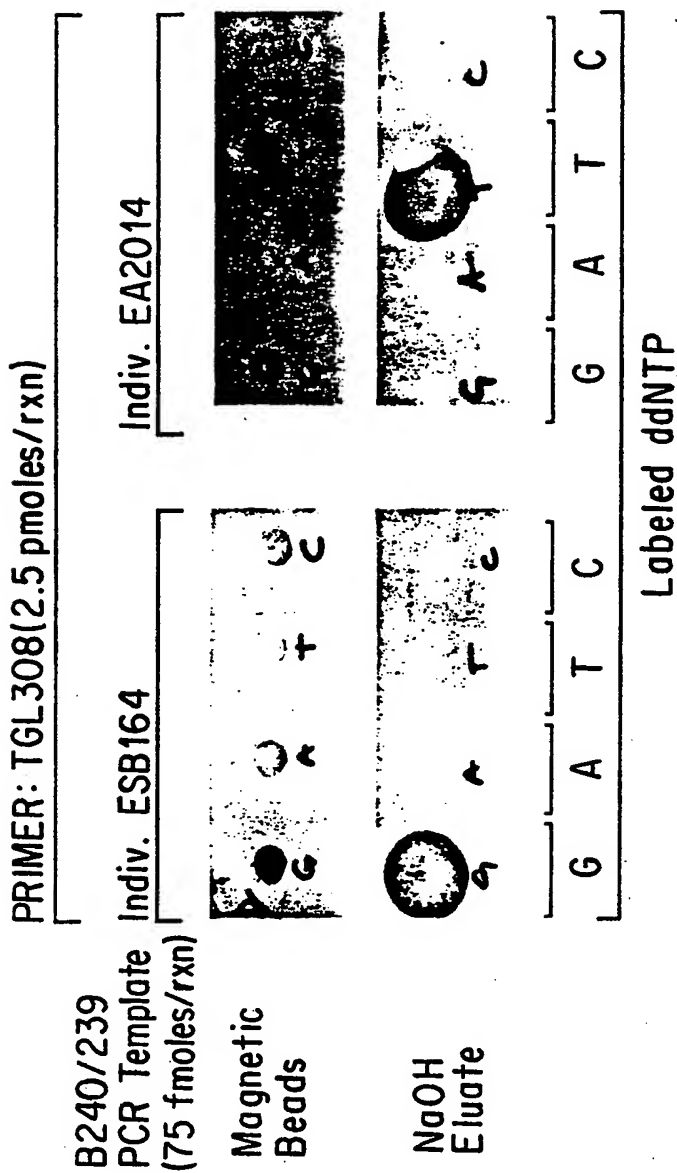 PRIMER: TGL308(2.5 pmoles/rxn)
B240/239
PCR Template
(75 fmoles/rxn)
Indiv. ESB164
Indiv. EA2014
Magnetic
Beads
G A T C
NaOH
Eluate
G A T C
G A T C
G A T C
G A T C
Labeled ddNTP